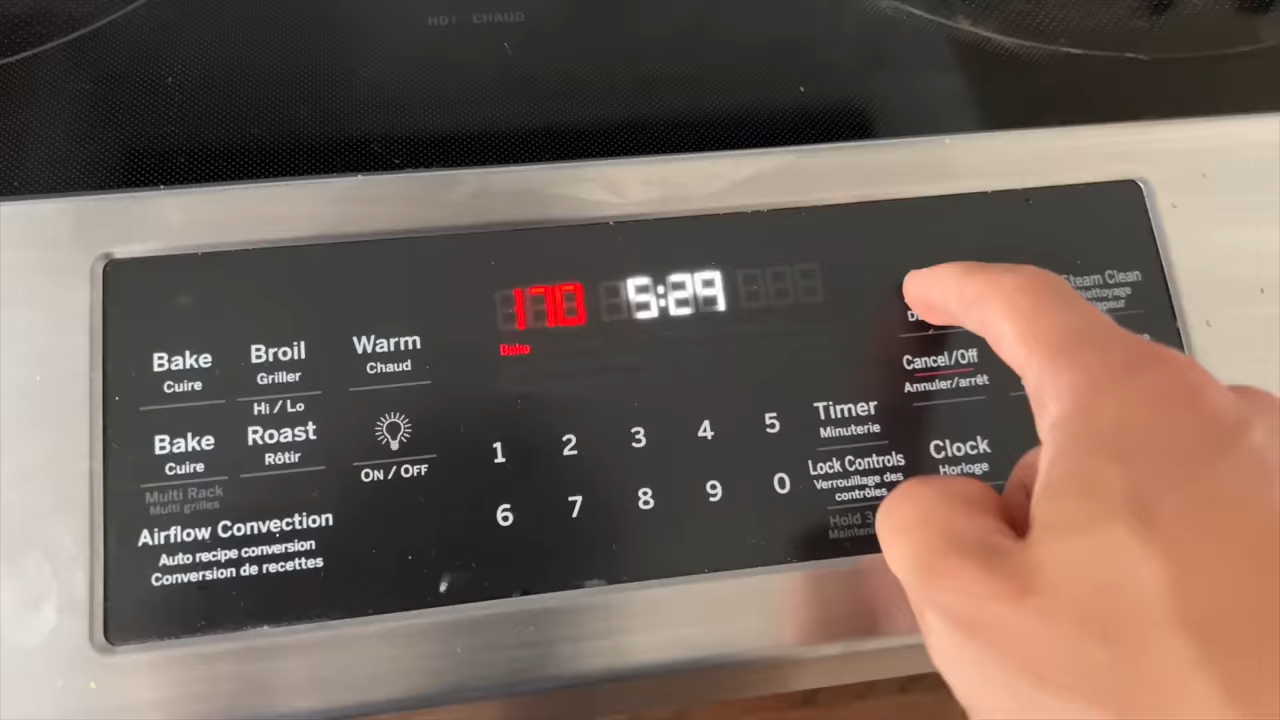 HOT CHAUD
170 5:29
Bake
Bake
Cuire
Broil
Griller
Hi / Lo
Warm
Chaud
Bake
Cuire
Multi Rack
Multi grilles
Roast
Rôtir
ON / OFF
Airflow Convection
Auto recipe conversion
Conversion de recettes
1 2 3 4 5
6 7 8 9 0
Timer
Minuterie
Lock Controls
Verrouillage des
contrôles
Hold 3
Steam Clean
Nettoyage
Cancel/Off
Annuler/arrêt
Clock
Horloge